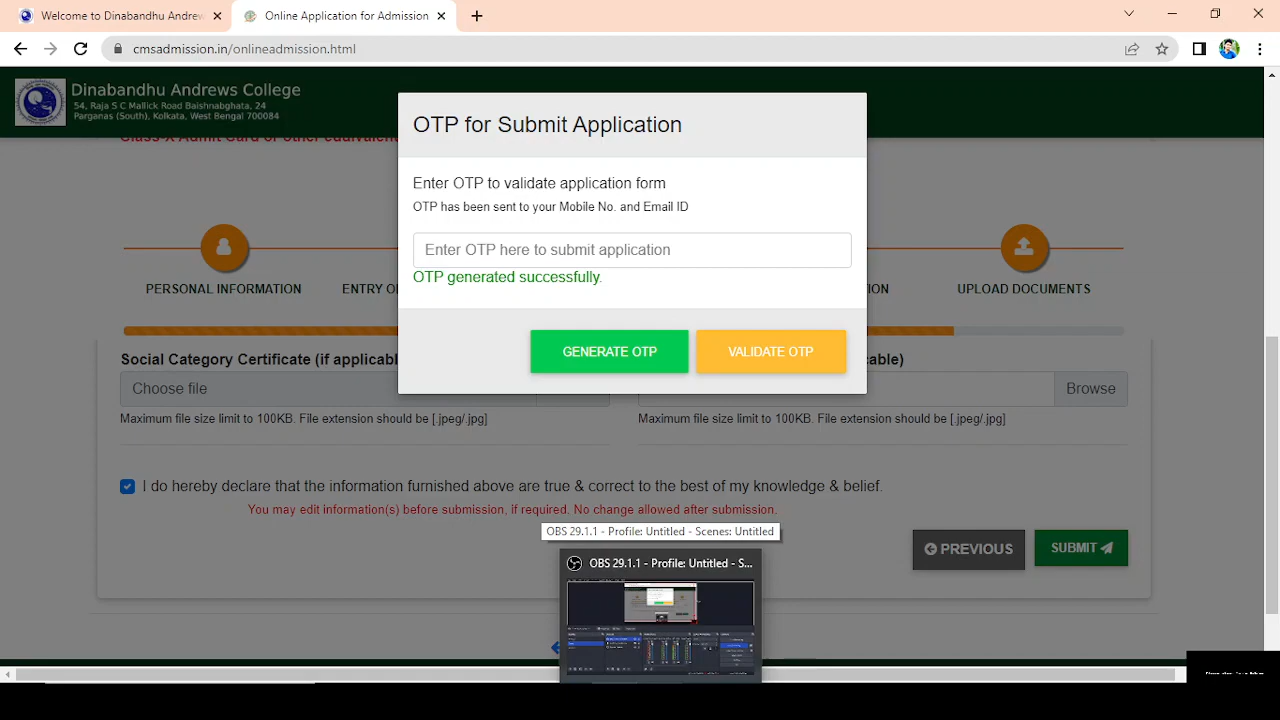 Welcome to Dinabandhu Andrew
Online Application for Admission
cmsadmission.in/onlineadmission.html
Dinabandhu Andrews College
54, Raja S C Mallick Road Baishnabghata, 24
Parganas (South), Kolkata, West Bengal 700084
OTP for Submit Application
Enter OTP to validate application form
OTP has been sent to your Mobile No. and Email ID
Enter OTP here to submit application
OTP generated successfully.
GENERATE OTP
VALIDATE OTP
Class X Admit Card or other equivalent
PERSONAL INFORMATION
ENTRY
UPLOAD DOCUMENTS
Social Category Certificate (if applicabl
Choose file
Browse
Maximum file size limit to 100KB. File extension should be [.jpeg/.jpg]
Maximum file size limit to 100KB. File extension should be [.jpeg/.jpg]
I do hereby declare that the information furnished above are true & correct to the best of my knowledge & belief.
You may edit information(s) before submission, if required. No change allowed after submission.
OBS 29.1.1 - Profile: Untitled - Scenes: Untitled
PREVIOUS
SUBMIT
OBS 29.1.1 - Profile: Untitled - S...